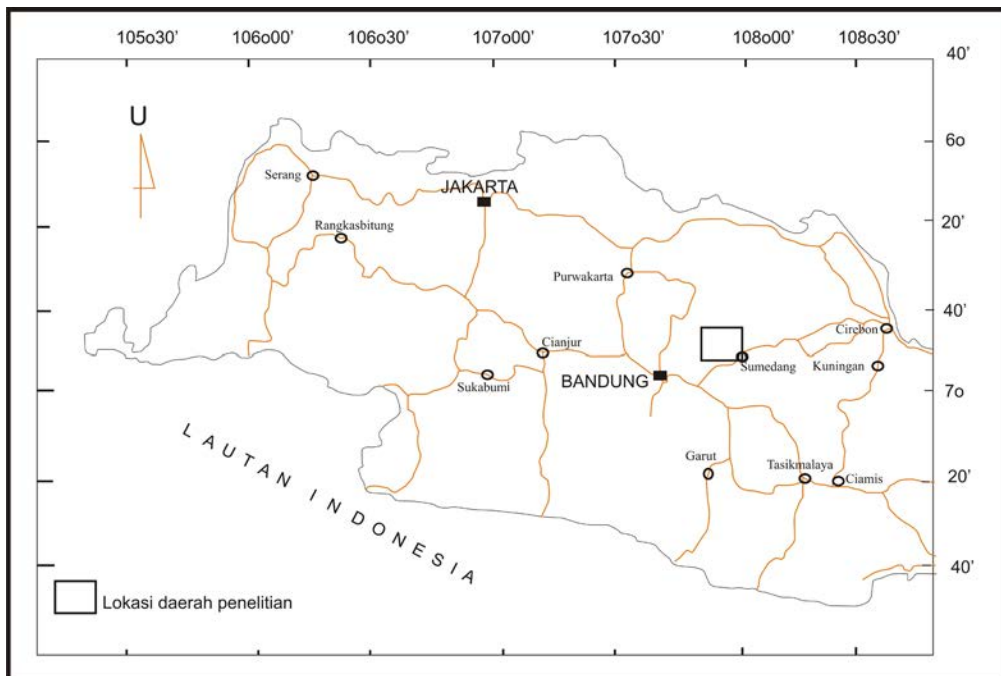 105o30' 106o00' 106o30' 107o00' 107o30' 108o00' 108o30'
40'
U
6o
Serang
JAKARTA
Rangkasbitung
20'
Purwakarta
40'
Cirebon
Cianjur
Sumedang
Kuningan
Sukabumi
BANDUNG
7o
LAUTAN INDONESIA
Garut
Tasikmalaya
Ciamis
20'
40'
Lokasi daerah penelitian